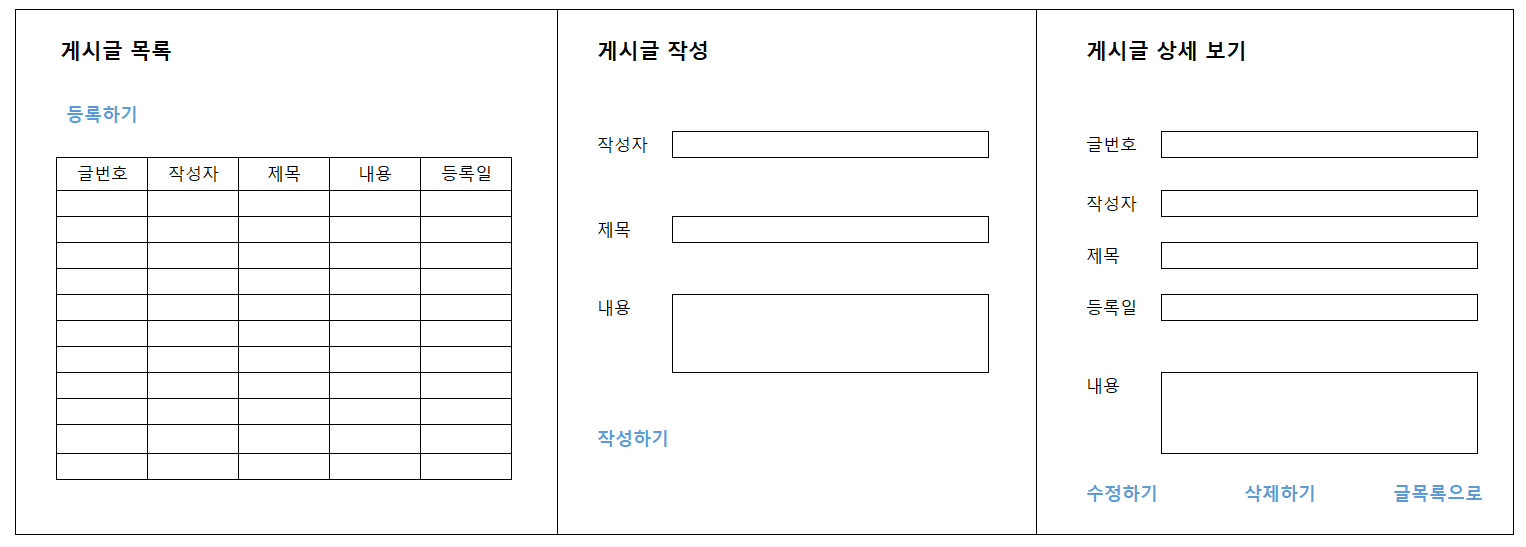 게시글 목록
등록하기
글번호 작성자 제목 내용 등록일
게시글 작성
작성자
제목
내용
작성하기
게시글 상세 보기
글번호
작성자
제목
등록일
내용
수정하기 삭제하기 글목록으로